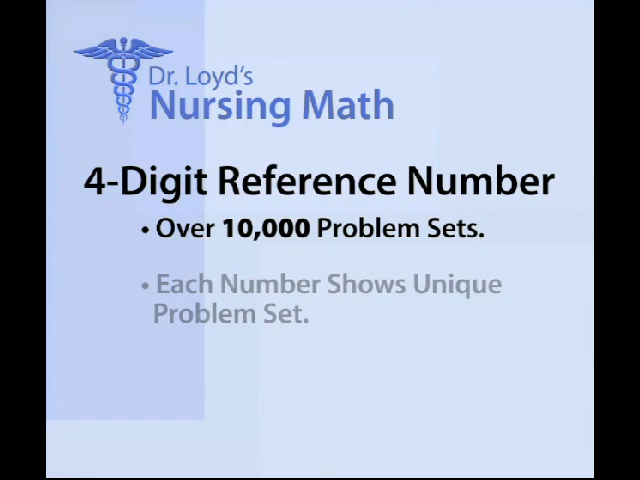 Dr. Loyd's
Nursing Math
4-Digit Reference Number
• Over 10,000 Problem Sets.
• Each Number Shows Unique
Problem Set.